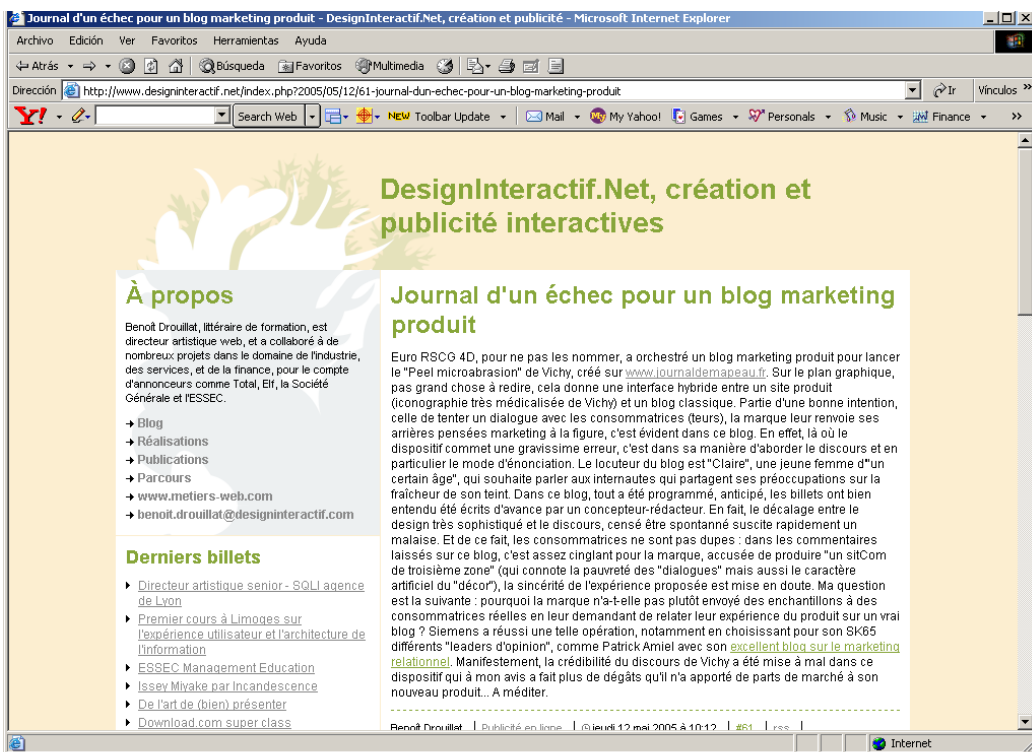 Journal d'un échec pour un blog marketing produit - DesignInteractif.Net, création et publicité - Microsoft Internet Explorer
Archivo Edición Ver Favoritos Herramientas Ayuda
Atrás Búsqueda Favoritos Multimedia
Dirección http://www.designinteractif.net/index.php?2005/05/12/61-journal-dun-echec-pour-un-blog-marketing-produit Ir Vínculos »
Y! Search Web NEW Toolbar Update Mail My Yahoo! Games Personals Music Finance »
DesignInteractif.Net, création et
publicité interactives
À propos
Benoît Drouillat, littéraire de formation, est
directeur artistique web, et a collaboré à de
nombreux projets dans le domaine de l'industrie,
des services, et de la finance, pour le compte
d'annonceurs comme Total, Elf, la Société
Générale et l'ESSEC.
Blog
Réalisations
Publications
Parcours
www.metiers-web.com
benoit.drouillat@designinteractif.com
Derniers billets
Directeur artistique senior - SQLI agence
de Lyon
Premier cours à Limoges sur
l'expérience utilisateur et l'architecture de
l'information
ESSEC Management Education
Issey Miyake par Incandescence
De l'art de (bien) présenter
Download.com super class
Journal d'un échec pour un blog marketing
produit
Euro RSCG 4D, pour ne pas les nommer, a orchestré un blog marketing produit pour lancer
le "Peel microabrasion" de Vichy, créé sur www.journaldemapeau.fr. Sur le plan graphique,
pas grand chose à redire, cela donne une interface hybride entre un site produit
(iconographie très médicalisée de Vichy) et un blog classique. Partie d'une bonne intention,
celle de tenter un dialogue avec les consommatrices (teurs), la marque leur renvoie ses
arrières pensées marketing à la figure, c'est évident dans ce blog. En effet, là où le
dispositif commet une gravissime erreur, c'est dans sa manière d'aborder le discours et en
particulier le mode d'énonciation. Le locuteur du blog est "Claire", une jeune femme d'"un
certain âge", qui souhaite parler aux internautes qui partagent ses préoccupations sur la
fraîcheur de son teint. Dans ce blog, tout a été programmé, anticipé, les billets ont bien
entendu été écrits d'avance par un concepteur-rédacteur. En fait, le décalage entre le
design très sophistiqué et le discours, censé être spontané suscite rapidement un
malaise. Et de ce fait, les consommatrices ne sont pas dupes : dans les commentaires
laissés sur ce blog, c'est assez cinglant pour la marque, accusée de produire "un sitCom
de troisième zone" (qui connote la pauvreté des "dialogues" mais aussi le caractère
artificiel du "décor"), la sincérité de l'expérience proposée est mise en doute. Ma question
est la suivante : pourquoi la marque n'a-t-elle pas plutôt envoyé des enchantillons à des
consommatrices réelles en leur demandant de relater leur expérience du produit sur un vrai
blog ? Siemens a réussi une telle opération, notamment en choisissant pour son SK65
différents "leaders d'opinion", comme Patrick Amiel avec son excellent blog sur le marketing
relationnel. Manifestement, la crédibilité du discours de Vichy a été mise à mal dans ce
dispositif qui à mon avis a fait plus de dégâts qu'il n'a apporté de parts de marché à son
nouveau produit... A méditer.
Benoît Drouillat | Publicité en ligne | jeudi 12 mai 2005 à 10:12 | #61 | rss |
Internet